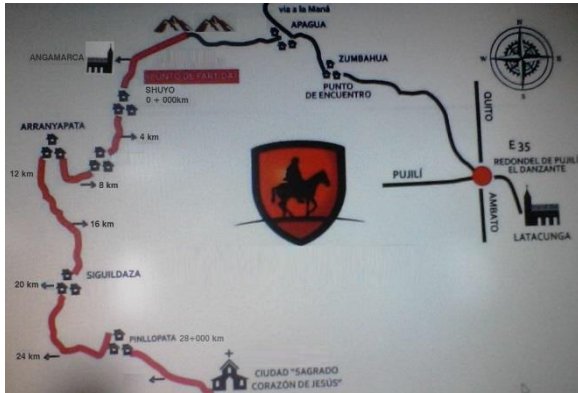 via a la Maná
APAGUA
ANGAMARCA
PUNTO DE PARTIDA
SHUYO
0 + 000km
ZUMBAHUA
PUNTO
DE ENCUENTRO
N
E
S
QUITO
E 35
REDONDEL DE PUJILÍ
EL DANZANTE
PUJILÍ
AMBATO
LATACUNGA
ARRANYAPATA
4 km
12 km
8 km
16 km
SIGUILDAZA
20 km
PINLLOPATA 28+000 km
24 km
CIUDAD "SAGRADO
CORAZÓN DE JESÚS"